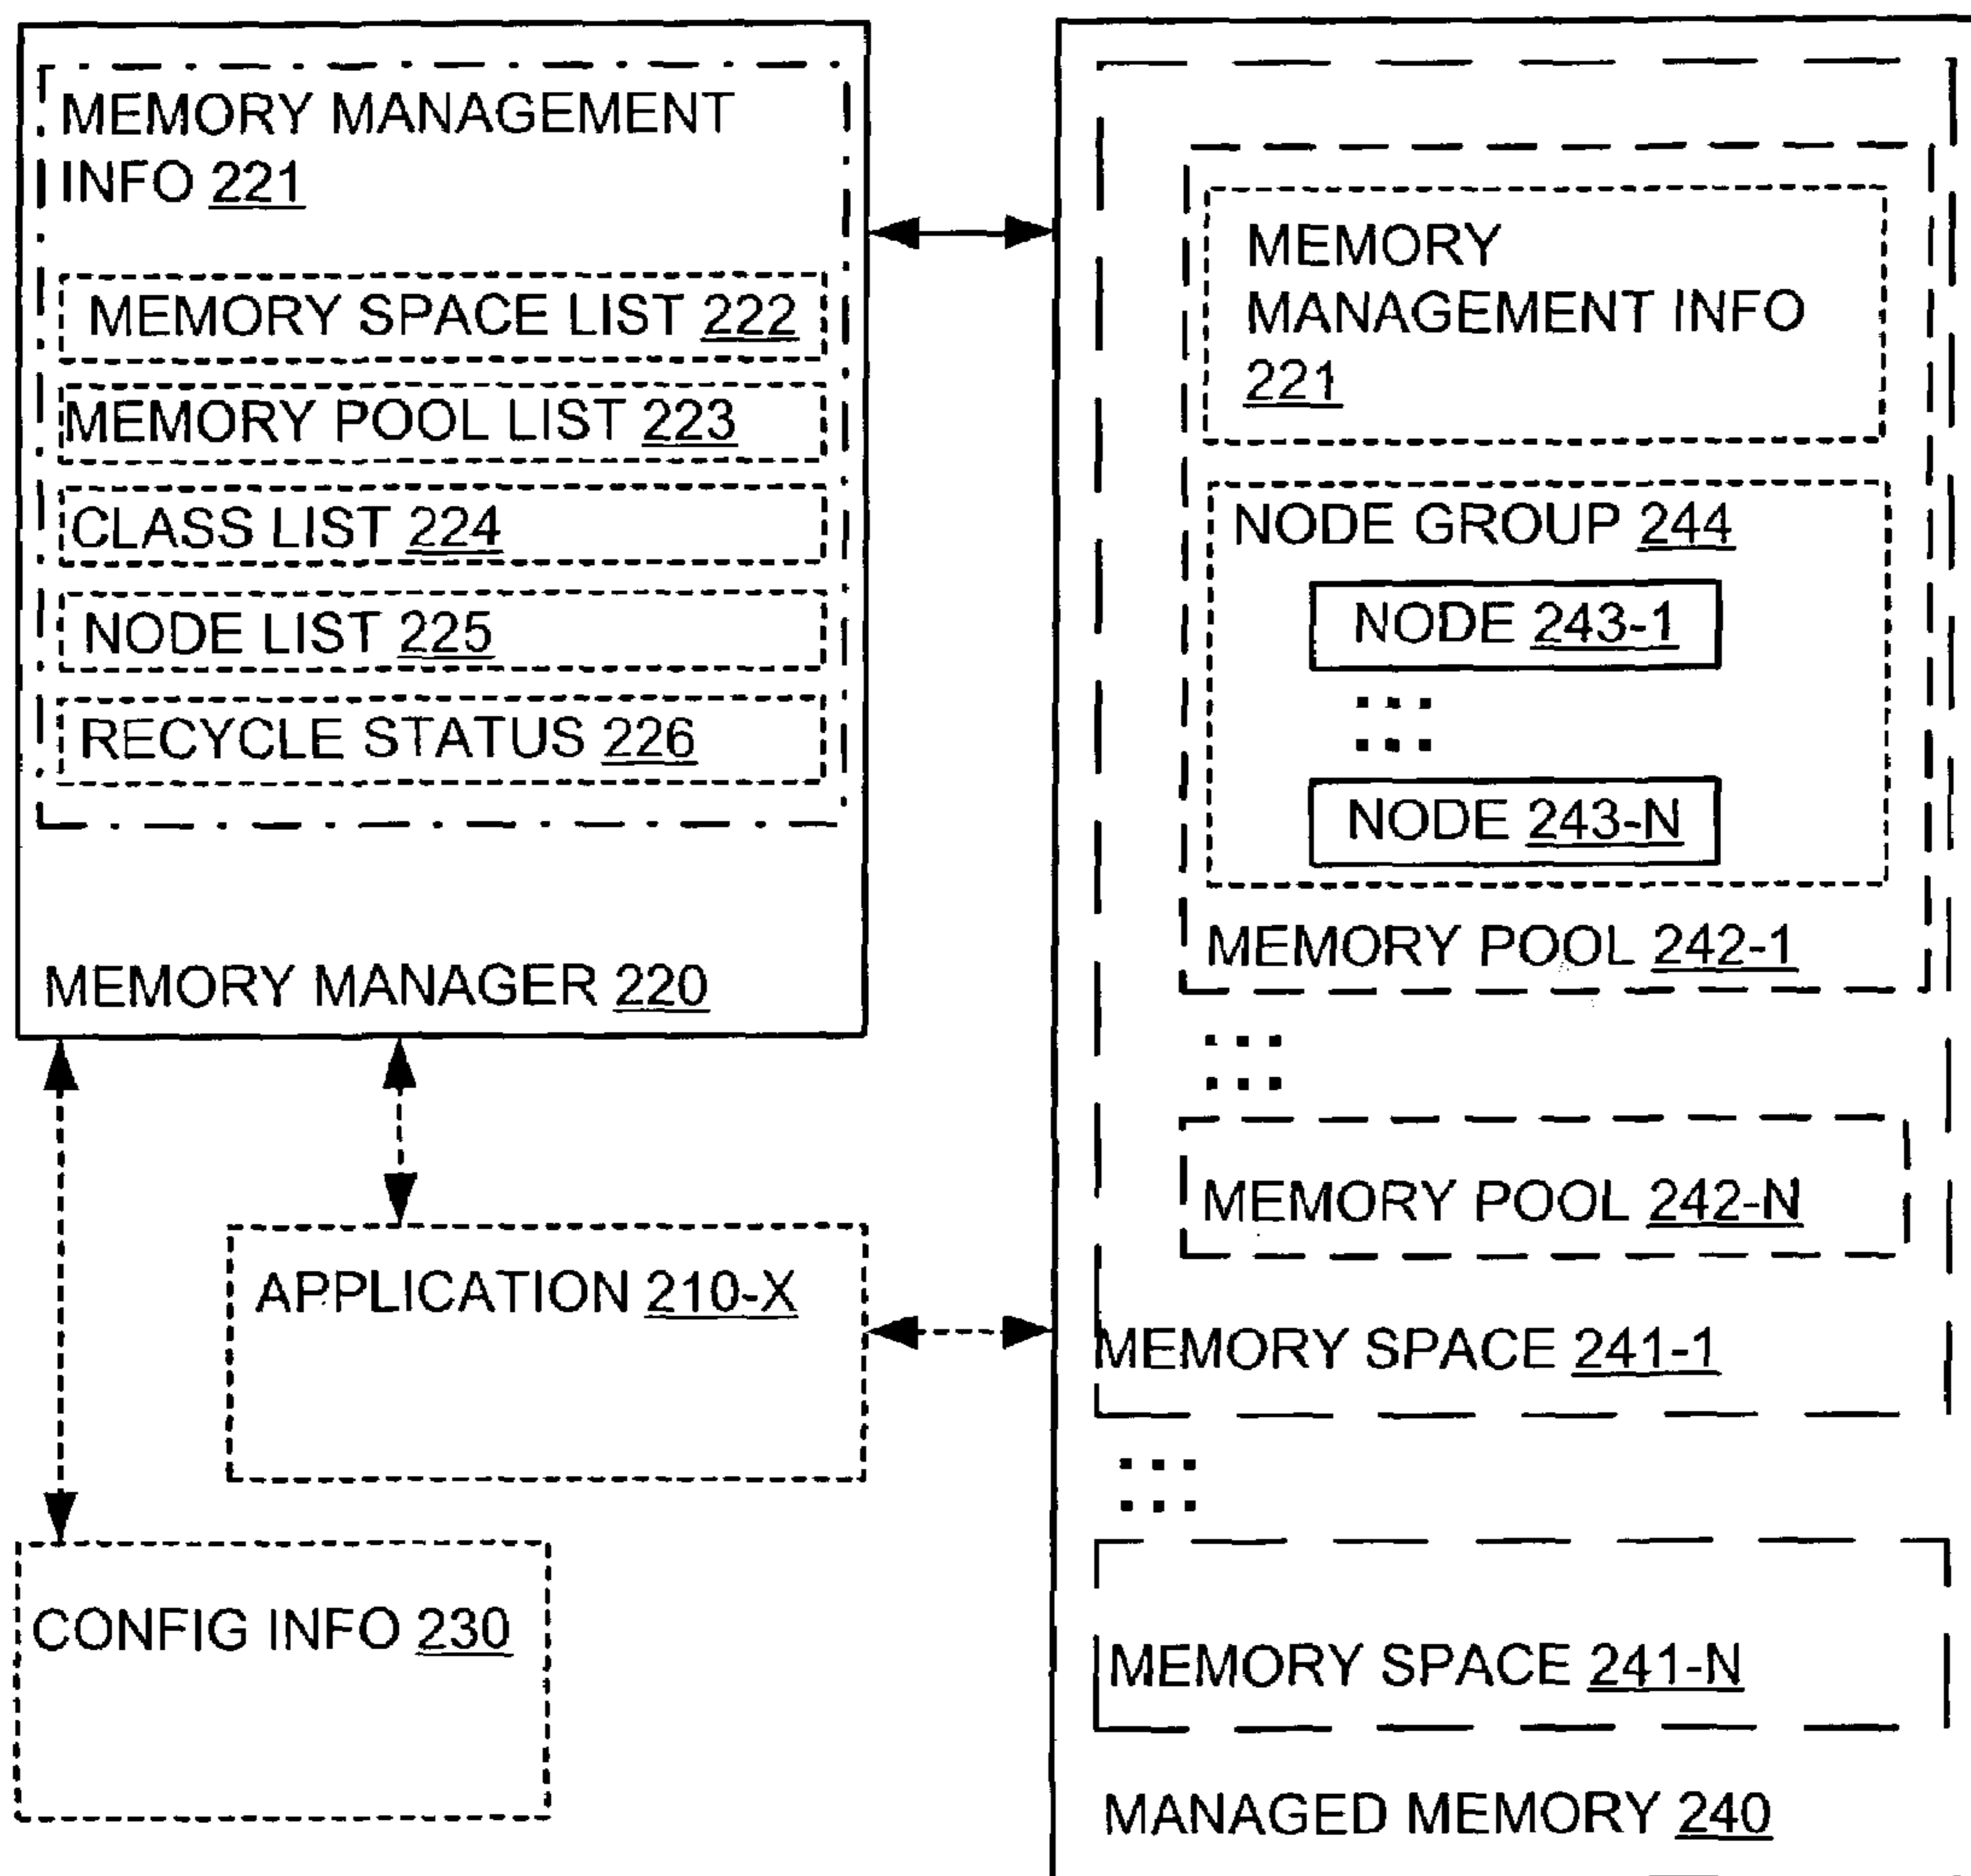 MEMORY MANAGEMENT
INFO 221
MEMORY SPACE LIST 222
MEMORY POOL LIST 223
CLASS LIST 224
NODE LIST 225
RECYCLE STATUS 226
MEMORY MANAGER 220
APPLICATION 210-X
CONFIG INFO 230
MEMORY
MANAGEMENT INFO
221
NODE GROUP 244
NODE 243-1
NODE 243-N
MEMORY POOL 242-1
MEMORY POOL 242-N
MEMORY SPACE 241-1
MEMORY SPACE 241-N
MANAGED MEMORY 240